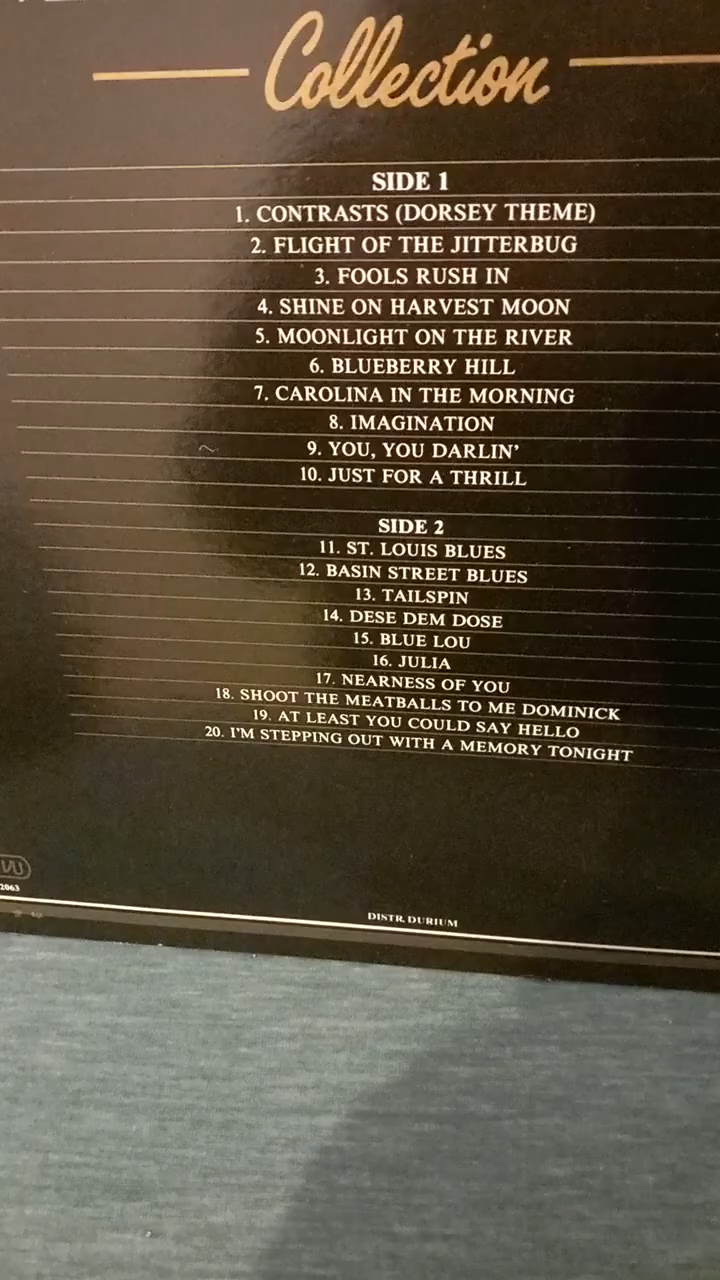 Collection
SIDE 1
1. CONTRASTS (DORSEY THEME)
2. FLIGHT OF THE JITTERBUG
3. FOOLS RUSH IN
4. SHINE ON HARVEST MOON
5. MOONLIGHT ON THE RIVER
6. BLUEBERRY HILL
7. CAROLINA IN THE MORNING
8. IMAGINATION
9. YOU, YOU DARLIN'
10. JUST FOR A THRILL
SIDE 2
11. ST. LOUIS BLUES
12. BASIN STREET BLUES
13. TAILSPIN
14. DESE DEM DOSE
15. BLUE LOU
16. JULIA
17. NEARNESS OF YOU
18. SHOOT THE MEATBALLS TO ME DOMINICK
19. AT LEAST YOU COULD SAY HELLO
20. I'M STEPPING OUT WITH A MEMORY TONIGHT
2063
DISTR. DURIUM